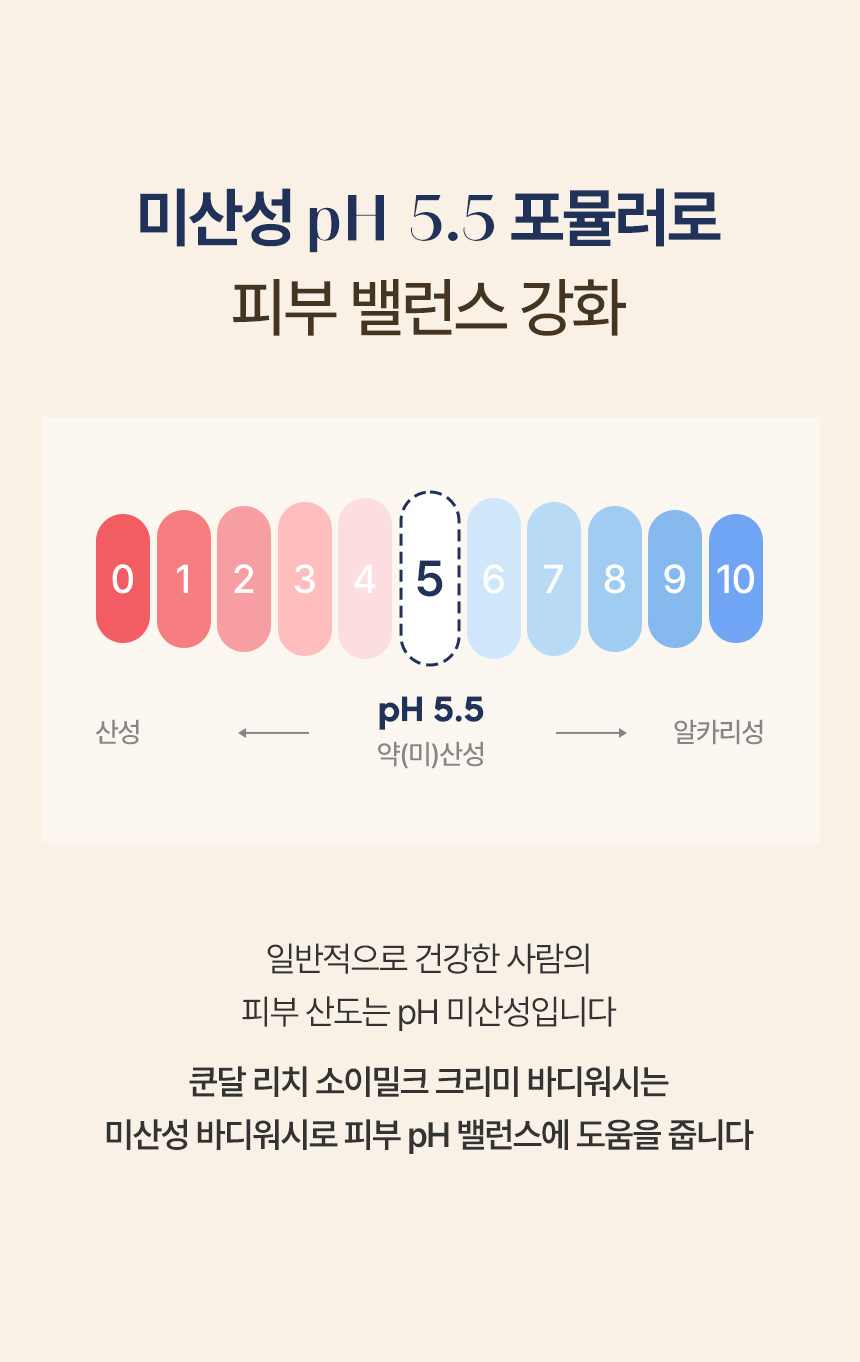 미산성 pH 5.5 포뮬러로
피부 밸런스 강화
0 1 2 3 4 5 6 7 8 9 10
pH 5.5
산성
약(미)산성
알카리성
일반적으로 건강한 사람의
피부 산도는 pH 미산성입니다
쿤달 리치 소이밀크 크리미 바디워시는
미산성 바디워시로 피부 pH 밸런스에 도움을 줍니다